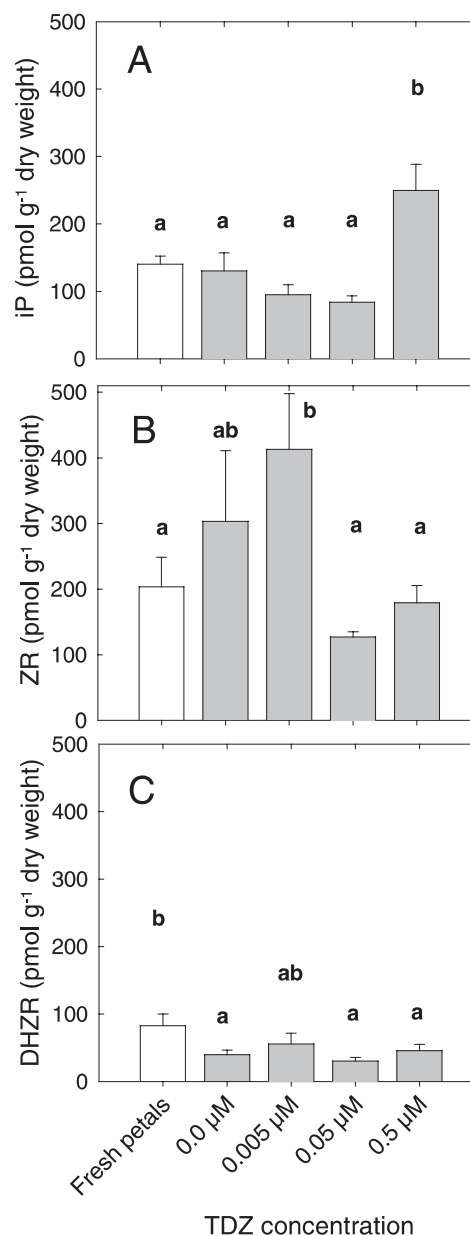 500
A
400
b
300
a
a
a
a
200
100
0
iP (pmol g⁻¹ dry weight)
500
B
b
400
ab
300
a
a
a
200
100
0
ZR (pmol g⁻¹ dry weight)
500
C
400
300
b
200
ab
a
a
a
100
0
DHZR (pmol g⁻¹ dry weight)
Fresh petals
0.0 μM
0.005 μM
0.05 μM
0.5 μM
TDZ concentration